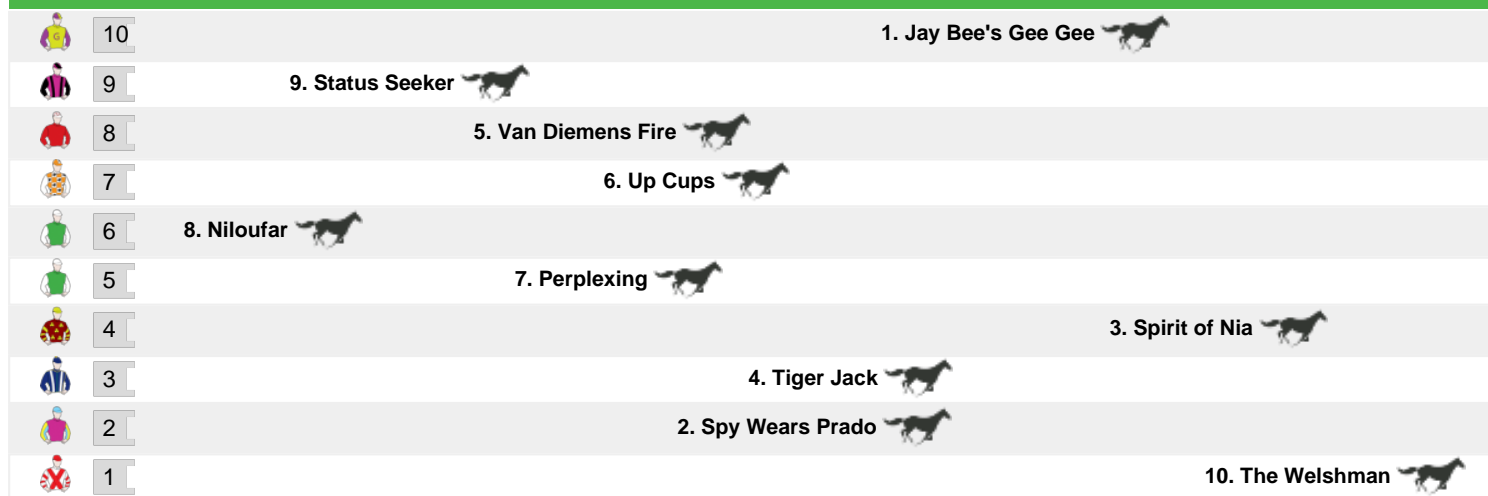 10 1. Jay Bee's Gee Gee
9 9. Status Seeker
8 5. Van Diemens Fire
7 6. Up Cups
6 8. Niloufar
5 7. Perplexing
4 3. Spirit of Nia
3 4. Tiger Jack
2 2. Spy Wears Prado
1 10. The Welshman